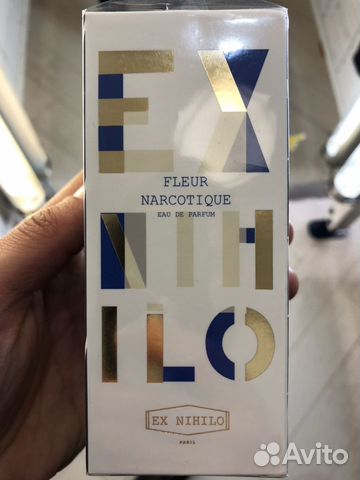 EX
FLEUR
NARCOTIQUE
EAU DE PARFUM
NIH
ILO
EX NIHILO
PARIS
Avito